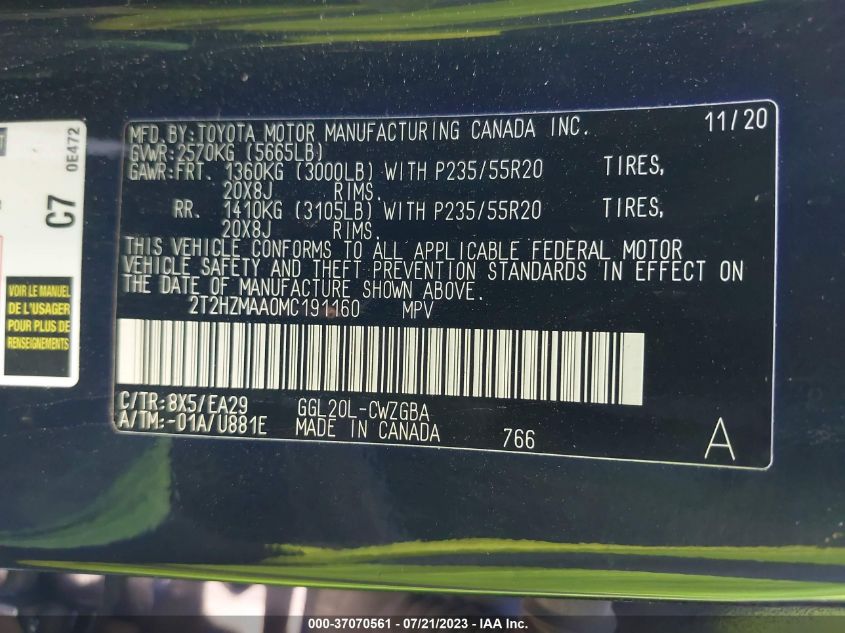 MFD.BY:TOYOTA MOTOR MANUFACTURING CANADA INC. 11/20
GVWR:2570KG (5665LB)
GAWR:FRT. 1360KG (3000LB) WITH P235/55R20 TIRES,
20X8J RIMS.
RR. 1410KG (3105LB) WITH P235/55R20 TIRES,
20X8J RIMS.
THIS VEHICLE CONFORMS TO ALL APPLICABLE FEDERAL MOTOR
VEHICLE SAFETY AND THEFT PREVENTION STANDARDS IN EFFECT ON
THE DATE OF MANUFACTURE SHOWN ABOVE.
2T2HZMAA0MC191160 MPV
C/TR:8X5/EA29 GGL20L-CWZGBA
A/TM:-01A/U881E MADE IN CANADA 766 A
C7 0E472
VOIR LE MANUEL
DE L'USAGER
POUR PLUS DE
RENSEIGNEMENTS
000-37070561 - 07/21/2023 - IAA Inc.